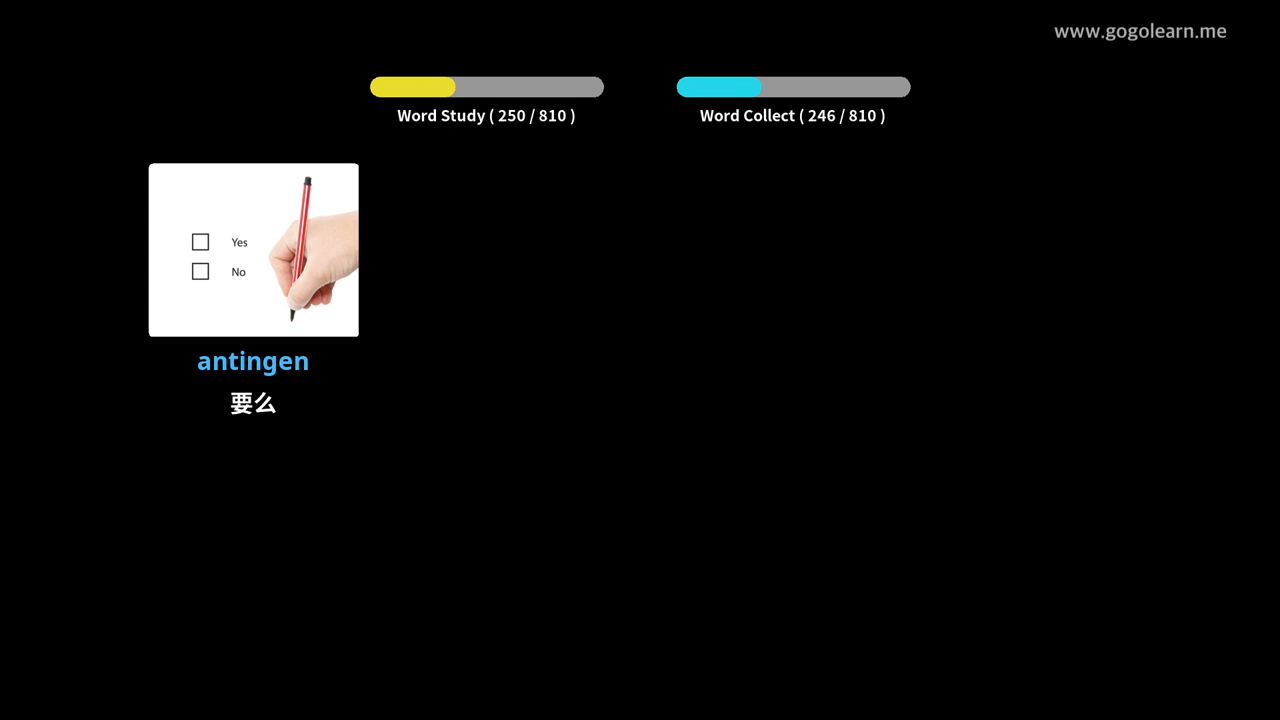 www.gogolearn.me
Word Study ( 250 / 810 )
Word Collect ( 246 / 810 )
Yes
No
antingen
要么